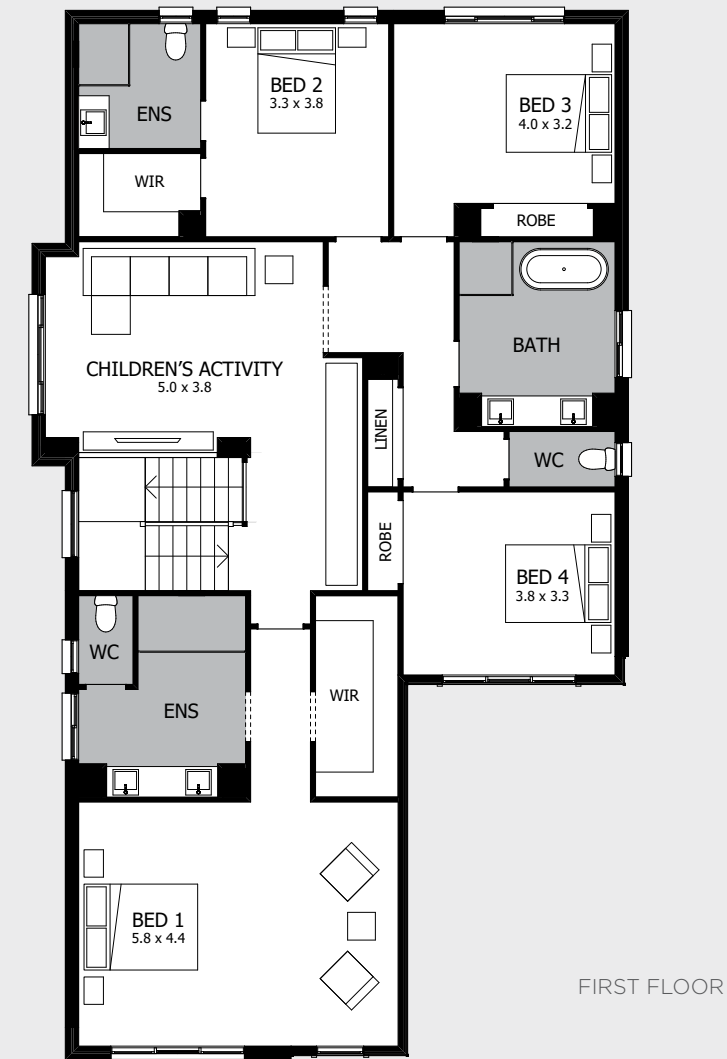 ENS
BED 2
3.3 x 3.8
BED 3
4.0 x 3.2
WIR
ROBE
CHILDREN'S ACTIVITY
5.0 x 3.8
BATH
LINEN
WC
ROBE
BED 4
3.8 x 3.3
WC
ENS
WIR
BED 1
5.8 x 4.4
FIRST FLOOR